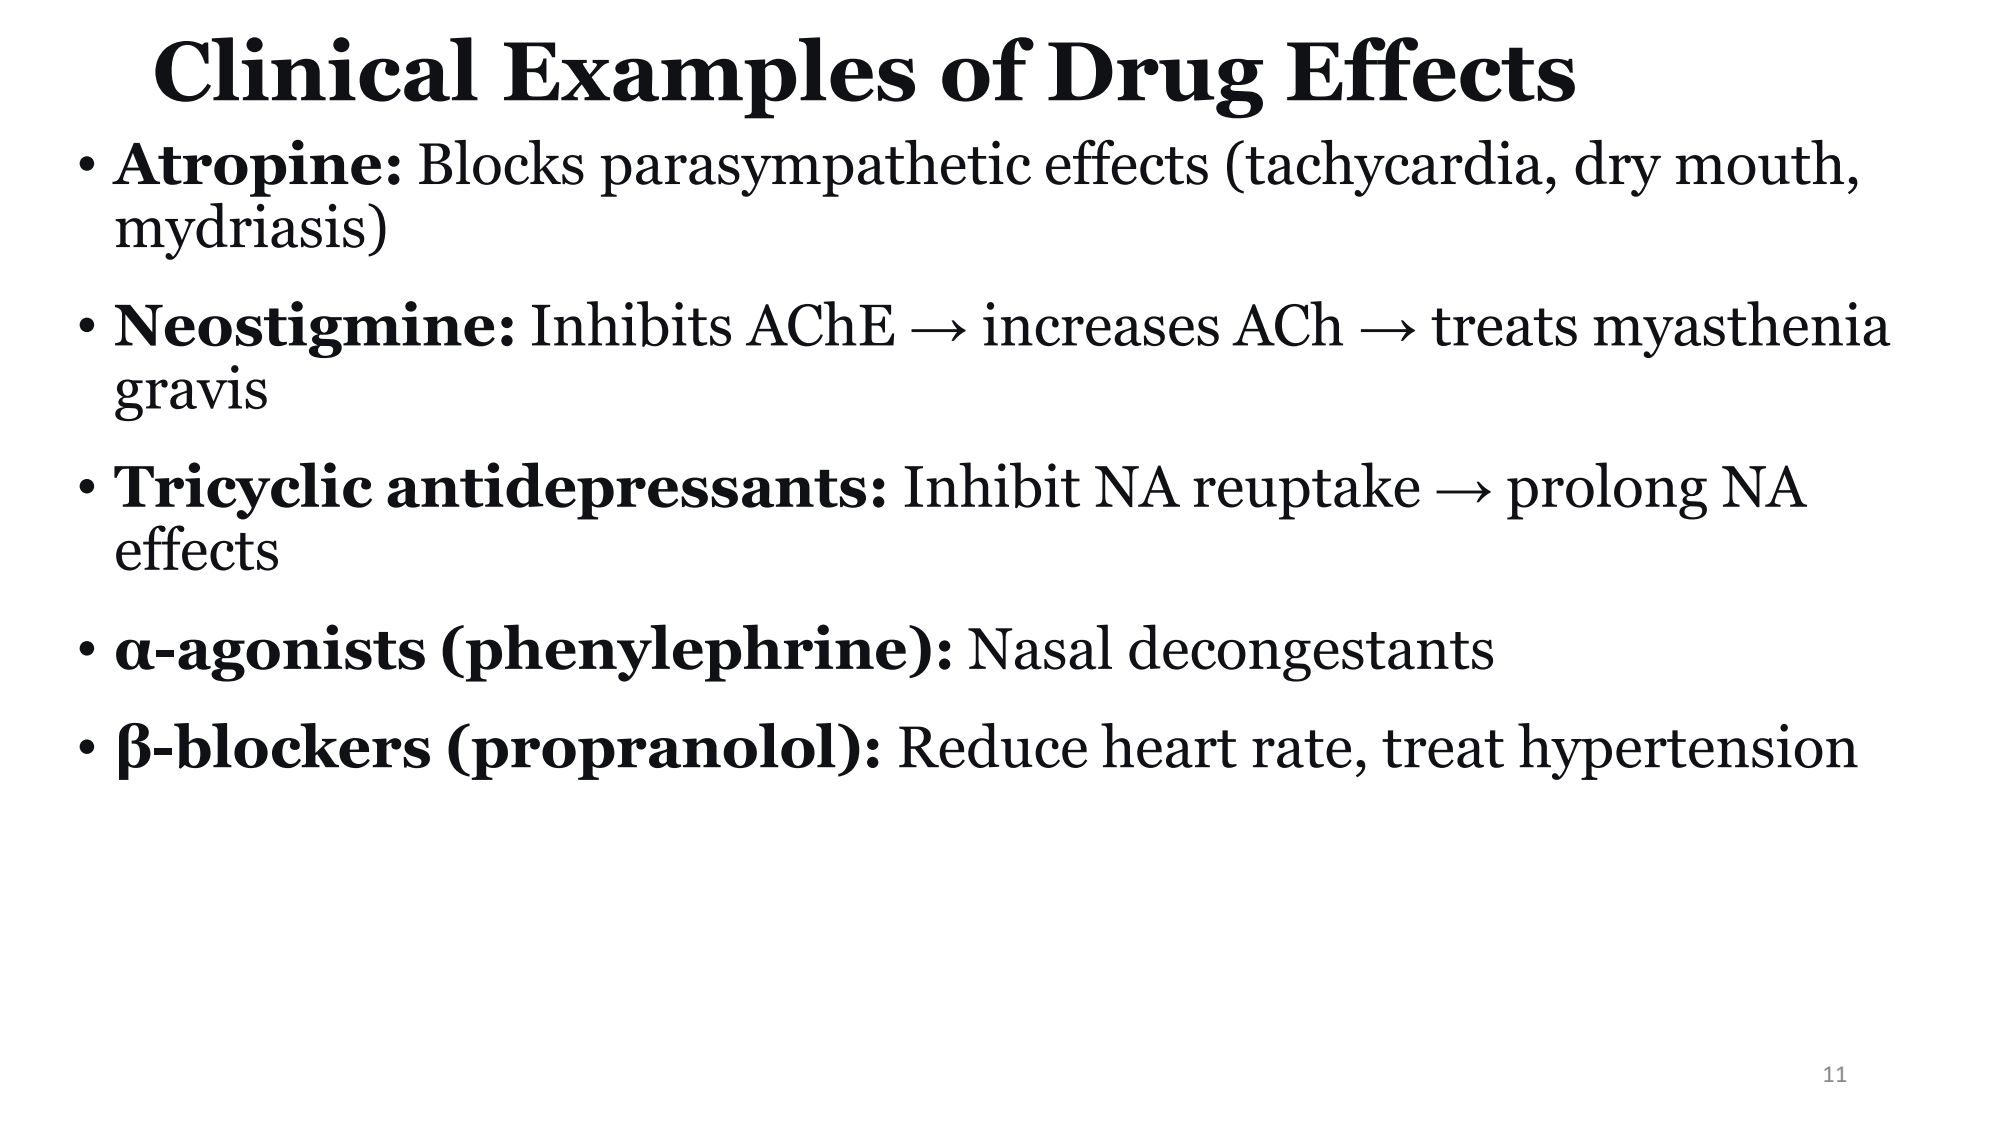 Clinical Examples of Drug Effects
• Atropine: Blocks parasympathetic effects (tachycardia, dry mouth,
mydriasis)
• Neostigmine: Inhibits AChE → increases ACh → treats myasthenia
gravis
• Tricyclic antidepressants: Inhibit NA reuptake → prolong NA
effects
• α-agonists (phenylephrine): Nasal decongestants
• β-blockers (propranolol): Reduce heart rate, treat hypertension
11